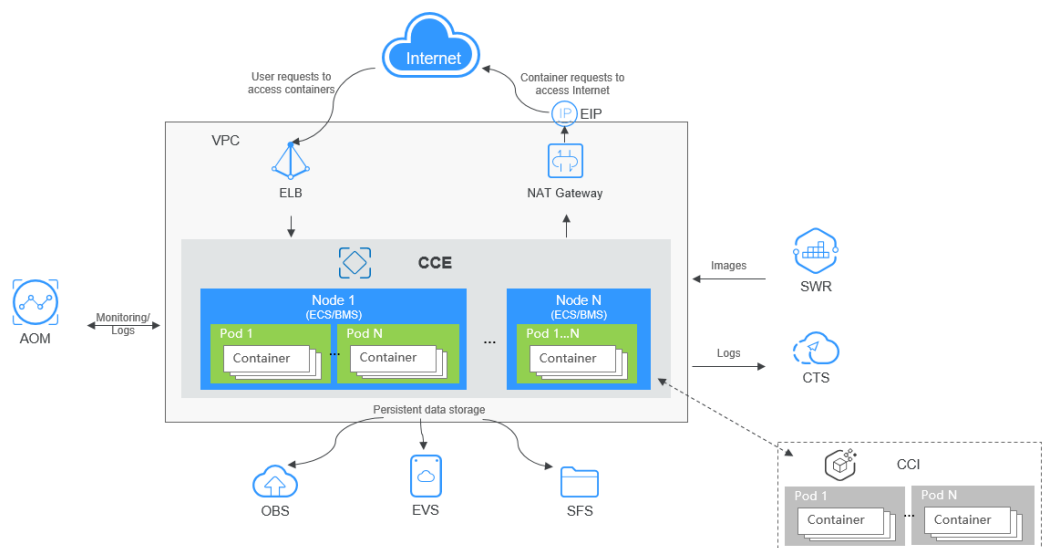 Internet
User requests to
access containers
Container requests to
access Internet
IP
EIP
VPC
ELB
NAT Gateway
CCE
Node 1
(ECS/BMS)
Pod 1
Container
...
Pod N
Container
...
Node N
(ECS/BMS)
Pod 1...N
Container
AOM
Monitoring/
Logs
Images
SWR
Logs
CTS
Persistent data storage
OBS
EVS
SFS
CCI
Pod 1
Container
...
Pod N
Container